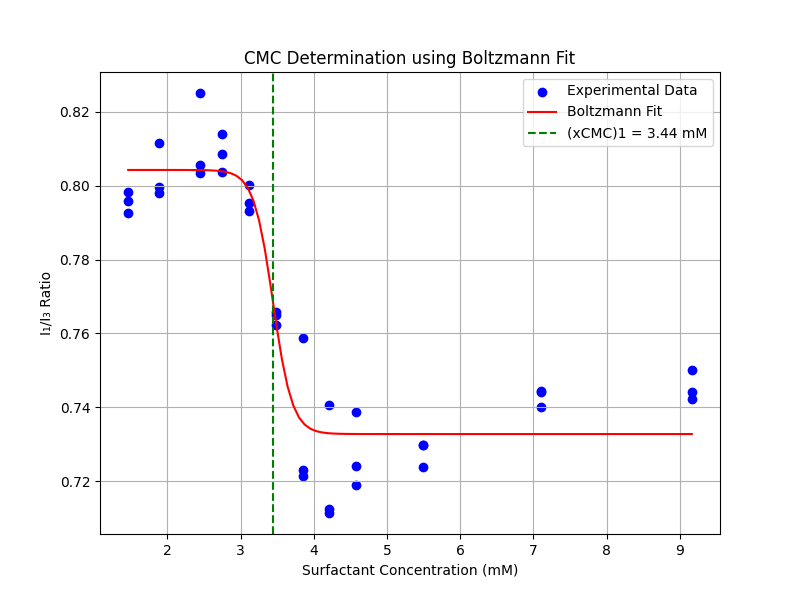 CMC Determination using Boltzmann Fit
Experimental Data
Boltzmann Fit
(xCMC)1 = 3.44 mM
0.82
0.80
0.78
0.76
0.74
0.72
I₁/I₃ Ratio
2 3 4 5 6 7 8 9
Surfactant Concentration (mM)